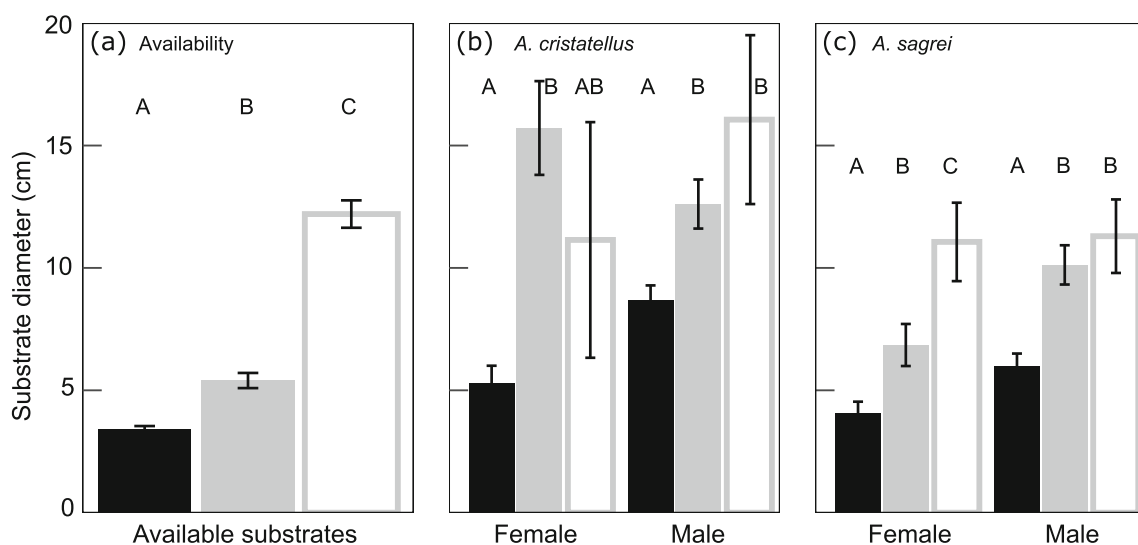 20
15
10
5
0
Substrate diameter (cm)
(a) Availability
A B C
Available substrates
(b) A. cristatellus
A B AB A B B
Female Male
(c) A. sagrei
A B C A B B
Female Male